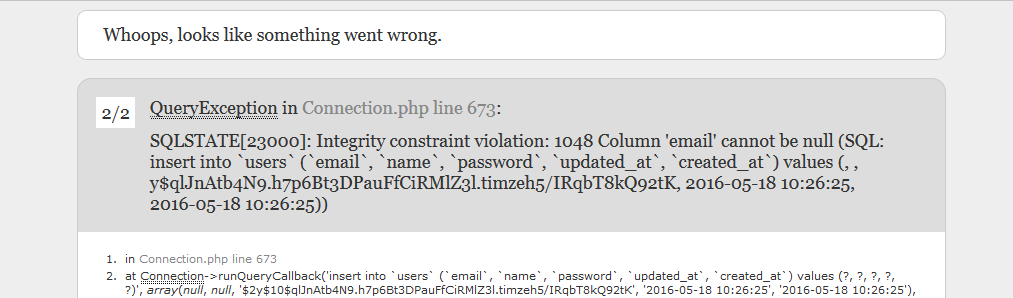 Whoops, looks like something went wrong.
2/2
QueryException in Connection.php line 673:
SQLSTATE[23000]: Integrity constraint violation: 1048 Column 'email' cannot be null (SQL:
insert into `users` (`email`, `name`, `password`, `updated_at`, `created_at`) values (, ,
y$qlJnAtb4N9.h7p6Bt3DPauFfCiRMlZ3l.timzeh5/IRqbT8kQ92tK, 2016-05-18 10:26:25,
2016-05-18 10:26:25))
1. in Connection.php line 673
2. at Connection->runQueryCallback('insert into `users` (`email`, `name`, `password`, `updated_at`, `created_at`) values (?, ?, ?, ?,
?)', array(null, null, '$2y$10$qlJnAtb4N9.h7p6Bt3DPauFfCiRMlZ3l.timzeh5/IRqbT8kQ92tK', '2016-05-18 10:26:25', '2016-05-18 10:26:25'),